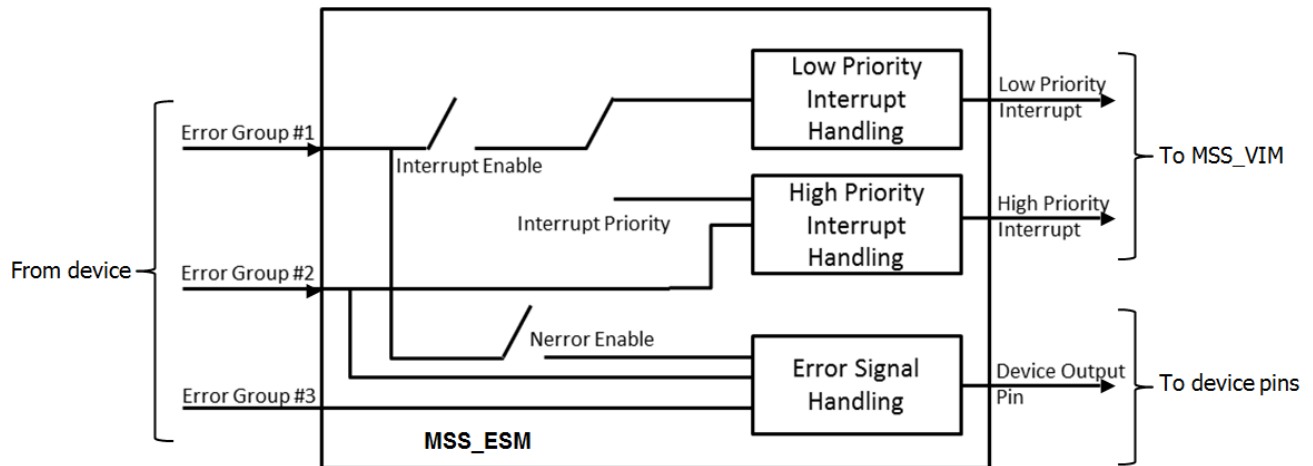 From device
Error Group #1
Error Group #2
Error Group #3
Interrupt Enable
Interrupt Priority
Nerror Enable
MSS_ESM
Low Priority
Interrupt
Handling
High Priority
Interrupt
Handling
Error Signal
Handling
Low Priority
Interrupt
High Priority
Interrupt
Device Output
Pin
To MSS_VIM
To device pins